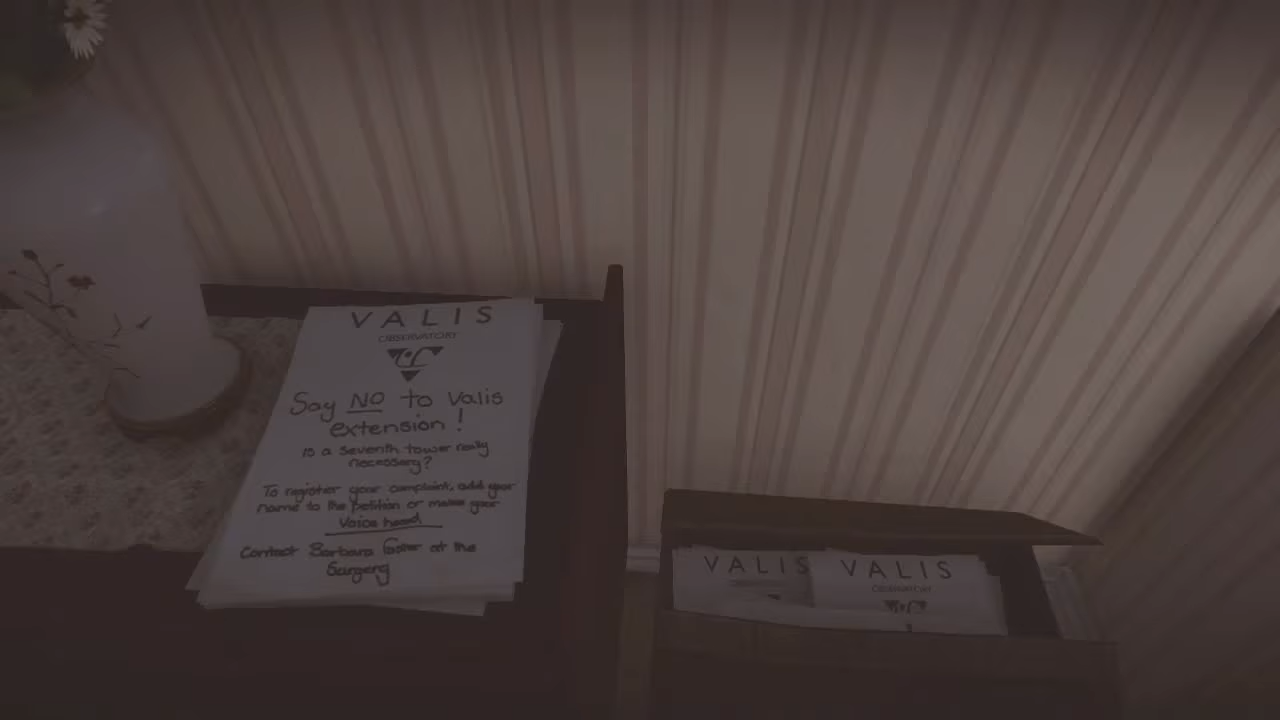 VALIS
OBSERVATORY
Say NO to Valis
extension!
Is a seventh tower really
necessary?
To register your complaint, add your
name to the petition or make your
Voice heard
Contact Barbara at the
Surgery
VALIS
VALIS
OBSERVATORY